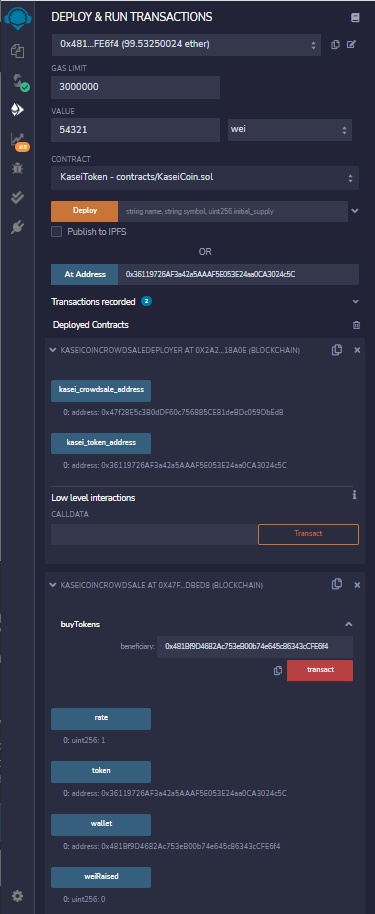 DEPLOY & RUN TRANSACTIONS
0x481...FE6f4 (99.53250024 ether)
GAS LIMIT
3000000
VALUE
54321
wei
CONTRACT
KaseiToken - contracts/KaseiCoin.sol
Deploy
string name, string symbol, uint256 initial_supply
Publish to IPFS
OR
At Address
0x36119726AF3a42a5AAAF5E053E24aa0CA3024c5C
Transactions recorded 2
Deployed Contracts
KASEICOINCROWDSALEDEPLOYER AT 0X2A2...18A0E (BLOCKCHAIN)
kasei_crowdsale_address
0: address: 0x47f28E5c3B0dDF60c756885CE81deBDc059DbEd8
kasei_token_address
0: address: 0x36119726AF3a42a5AAAF5E053E24aa0CA3024c5C
Low level interactions
CALLDATA
Transact
KASEICOINCROWDSALE AT 0X47F...DBED8 (BLOCKCHAIN)
buyTokens
beneficiary:
0x481Bf9D4682Ac753eB00b74e645c86343cCFE6f4
transact
rate
0: uint256: 1
token
0: address: 0x36119726AF3a42a5AAAF5E053E24aa0CA3024c5C
wallet
0: address: 0x481Bf9D4682Ac753eB00b74e645c86343cCFE6f4
weiRaised
0: uint256: 0